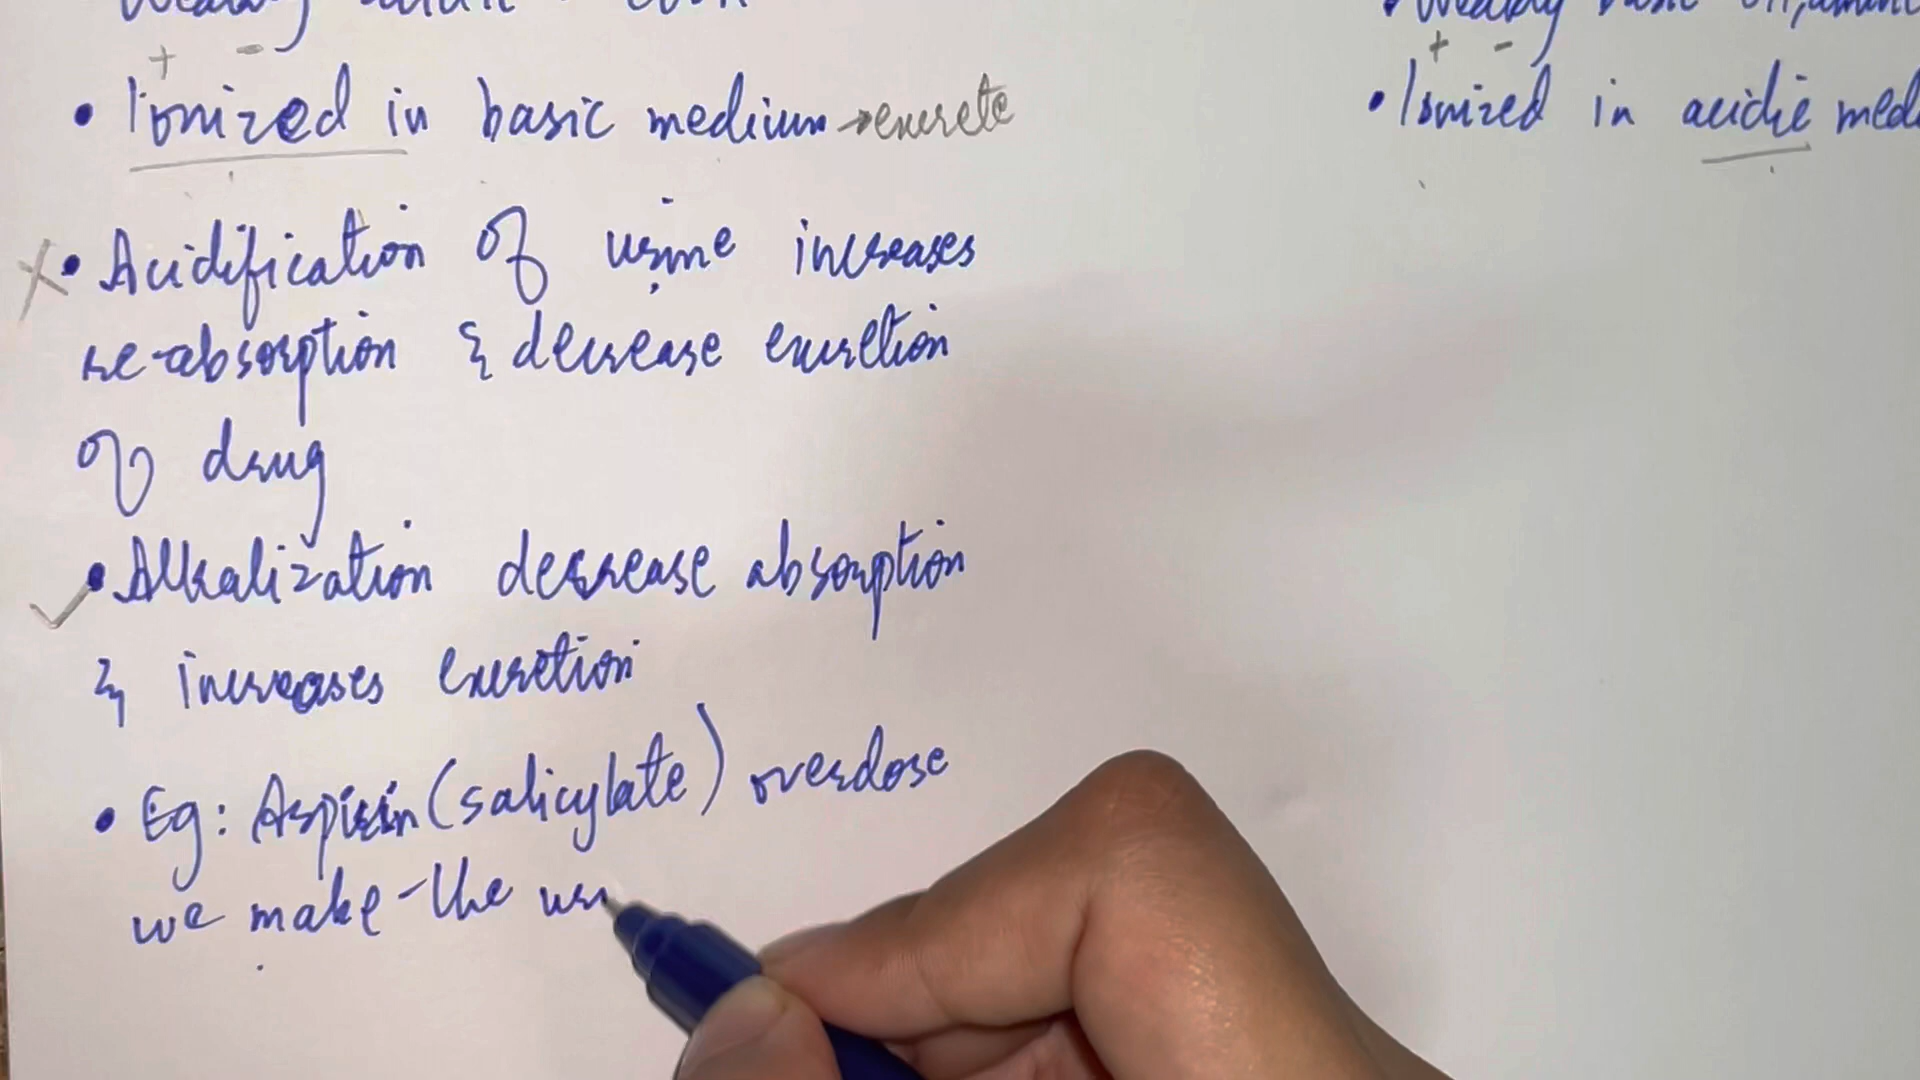 + - + -
• Ionized in basic medium → excrete
• Ionized in acidic
X • Acidification of urine increases
re-absorption & decrease excretion
of drug
✓ • Alkalization decrease absorption
& increases excretion
• Eg: Aspirin (salicylate) overdose
we make the